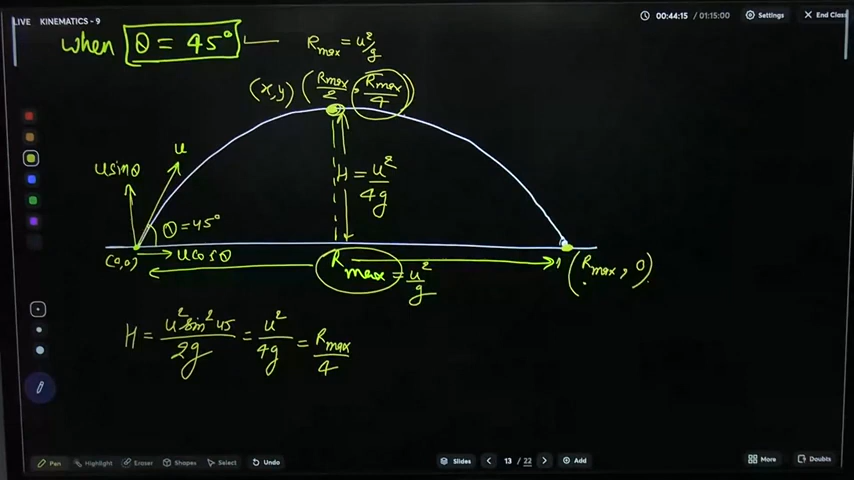 LIVE KINEMATICS - 9
00:44:15 / 01:15:00 Settings End Class
when θ = 45° — Rmax = u²/g
(x,y) (Rmax/2, Rmax/4)
u
usinθ
H = u²/4g
θ = 45°
(0,0) ucosθ
Rmax = u²/g
(Rmax, 0)
H = u²sin²45/2g = u²/4g = Rmax/4
Pen Highlight Eraser Shapes Select Undo
Slides 13 / 22 Add
More Doubts